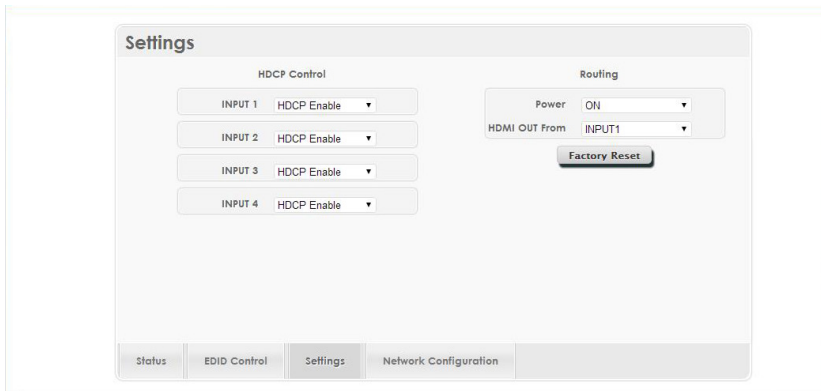 Settings
HDCP Control
INPUT 1 HDCP Enable
INPUT 2 HDCP Enable
INPUT 3 HDCP Enable
INPUT 4 HDCP Enable
Routing
Power ON
HDMI OUT From INPUT1
Factory Reset
Status EDID Control Settings Network Configuration